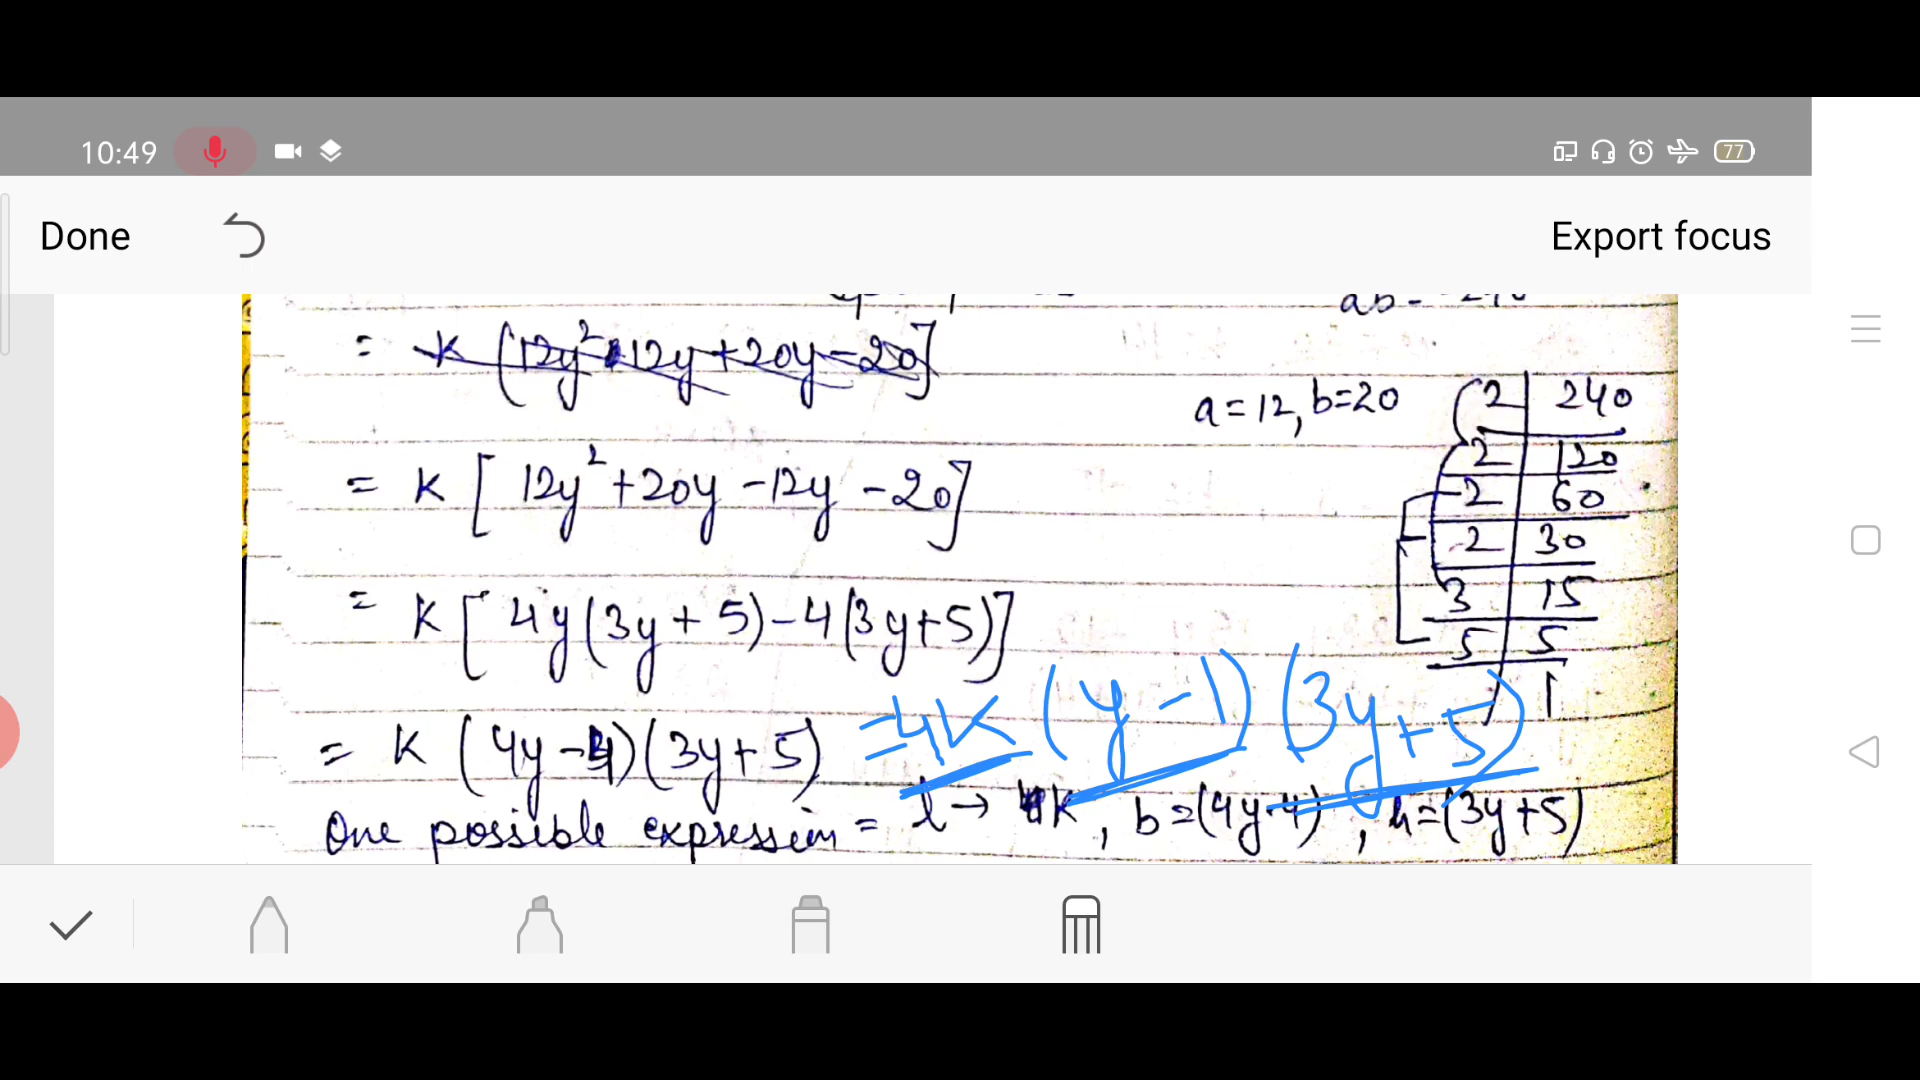 10:49
77
Done
Export focus
= K [12y²-12y+20y-20]
a=12, b=20
2 | 240
2 | 120
2 | 60
2 | 30
3 | 15
5 | 5
1
= K [12y²+20y-12y-20]
= K [4y(3y+5)-4(3y+5)]
= K (4y-4)(3y+5) =4K (y-1) (3y+5)
One possible expression = l → K, b=(4y-4), h=(3y+5)